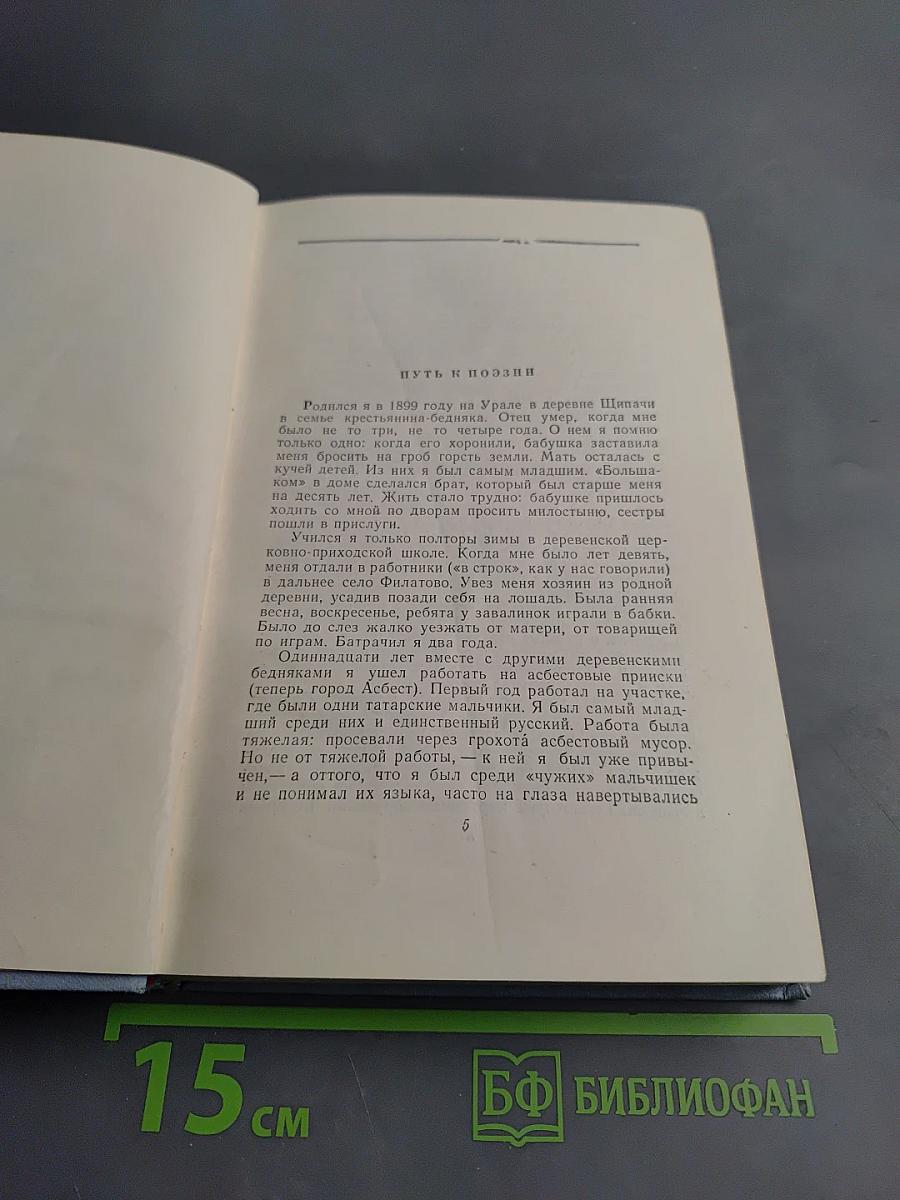 ПУТЬ К ПОЭЗИИ
Родился я в 1899 году на Урале в деревне Щипачи
в семье крестьянина-бедняка. Отец умер, когда мне
было не то три, не то четыре года. О нем я помню
только одно: когда его хоронили, бабушка заставила
меня бросить на гроб горсть земли. Мать осталась с
кучей детей. Из них я был самым младшим. «Больша-
ком» в доме сделался брат, который был старше меня
на десять лет. Жить стало трудно: бабушке пришлось
ходить со мной по дворам просить милостыню, сестры
пошли в прислуги.
Учился я только полторы зимы в деревенской цер-
ковно-приходской школе. Когда мне было лет девять,
меня отдали в работники («в строк», как у нас говорили)
в дальнее село Филатово. Увез меня хозяин из родной
деревни, усадив позади себя на лошадь. Была ранняя
весна, воскресенье, ребята у завалинок играли в бабки.
Было до слез жалко уезжать от матери, от товарищей
по играм. Батрачил я два года.
Одиннадцати лет вместе с другими деревенскими
бедняками я ушел работать на асбестовые прииски
(теперь город Асбест). Первый год работал на участке,
где были одни татарские мальчики. Я был самый млад-
ший среди них и единственный русский. Работа была
тяжелая: просевали через грохота́ асбестовый мусор.
Но не от тяжелой работы, — к ней я был уже привы-
чен,— а оттого, что я был среди «чужих» мальчишек
и не понимал их языка, часто на глаза навертывались
5
15 см
БФ БИБЛИОФАН